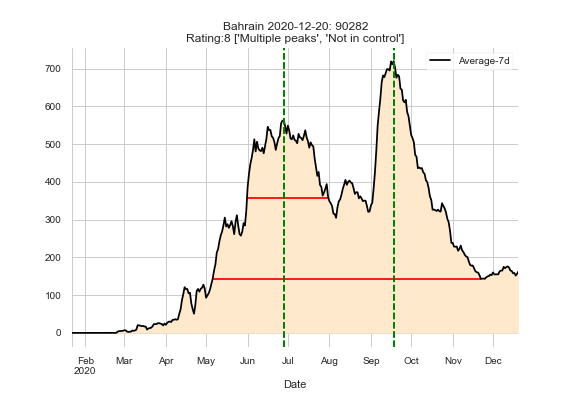 Bahrain 2020-12-20: 90282
Rating:8 ['Multiple peaks', 'Not in control']
Average-7d
700
600
500
400
300
200
100
0
Feb Mar Apr May Jun Jul Aug Sep Oct Nov Dec
2020
Date